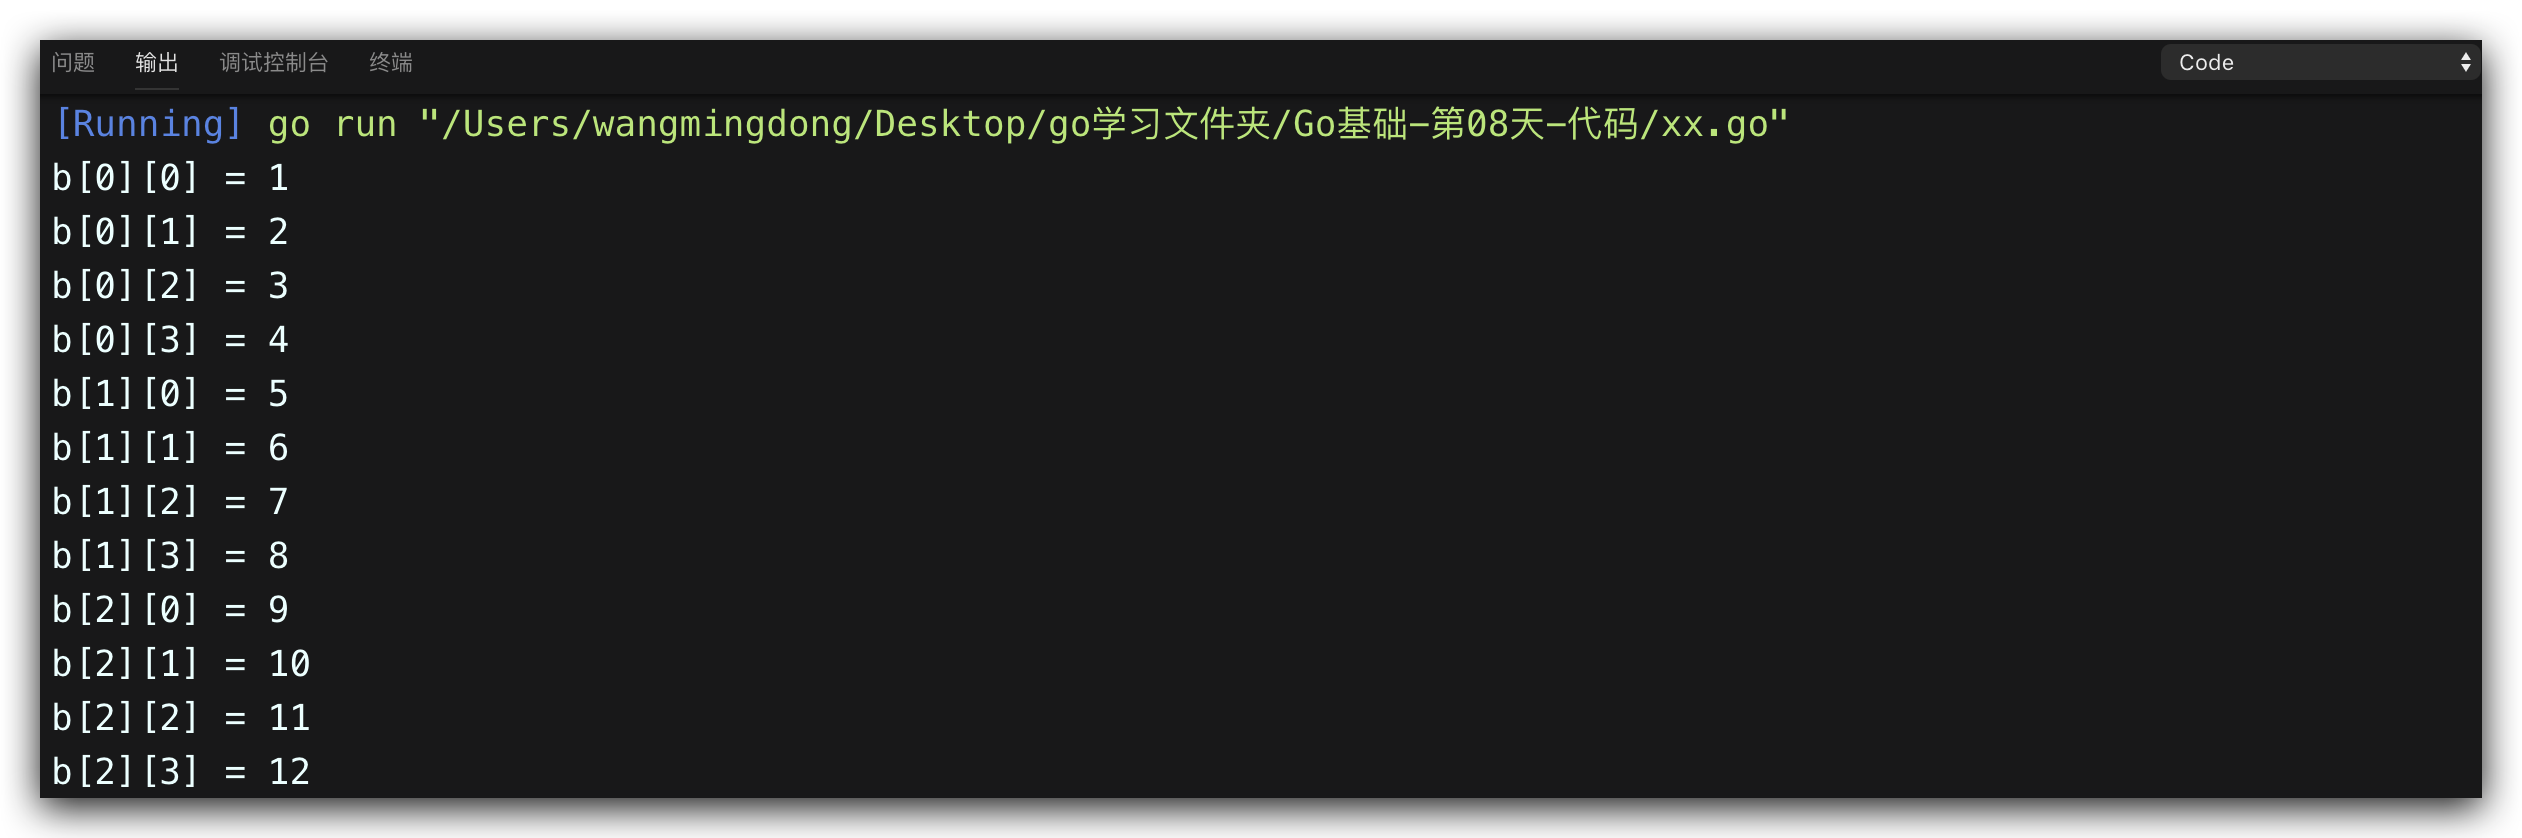 问题 输出 调试控制台 终端 Code
[Running] go run "/Users/wangmingdong/Desktop/go学习文件夹/Go基础-第08天-代码/xx.go"
b[0][0] = 1
b[0][1] = 2
b[0][2] = 3
b[0][3] = 4
b[1][0] = 5
b[1][1] = 6
b[1][2] = 7
b[1][3] = 8
b[2][0] = 9
b[2][1] = 10
b[2][2] = 11
b[2][3] = 12